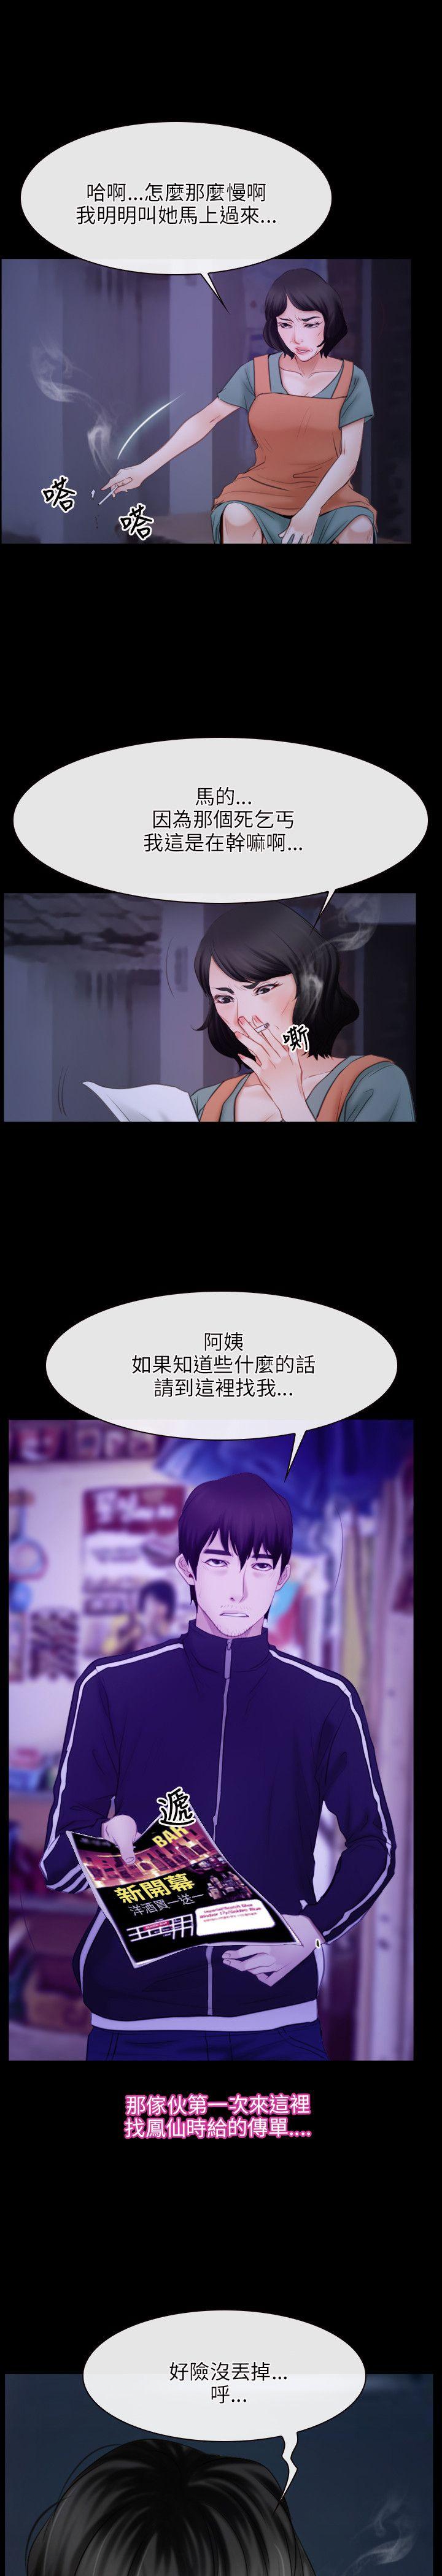 哈啊...怎麼那麼慢啊
我明明叫她馬上過來...
嗒
嗒
馬的...
因為那個死乞丐
我這是在幹嘛啊...
嘶
阿姨
如果知道些什麼的話
請到這裡找我...
遞
BAR
新開幕
洋酒買一送一
那傢伙第一次來這裡
找鳳仙時給的傳單....
好險沒丟掉...
呼...